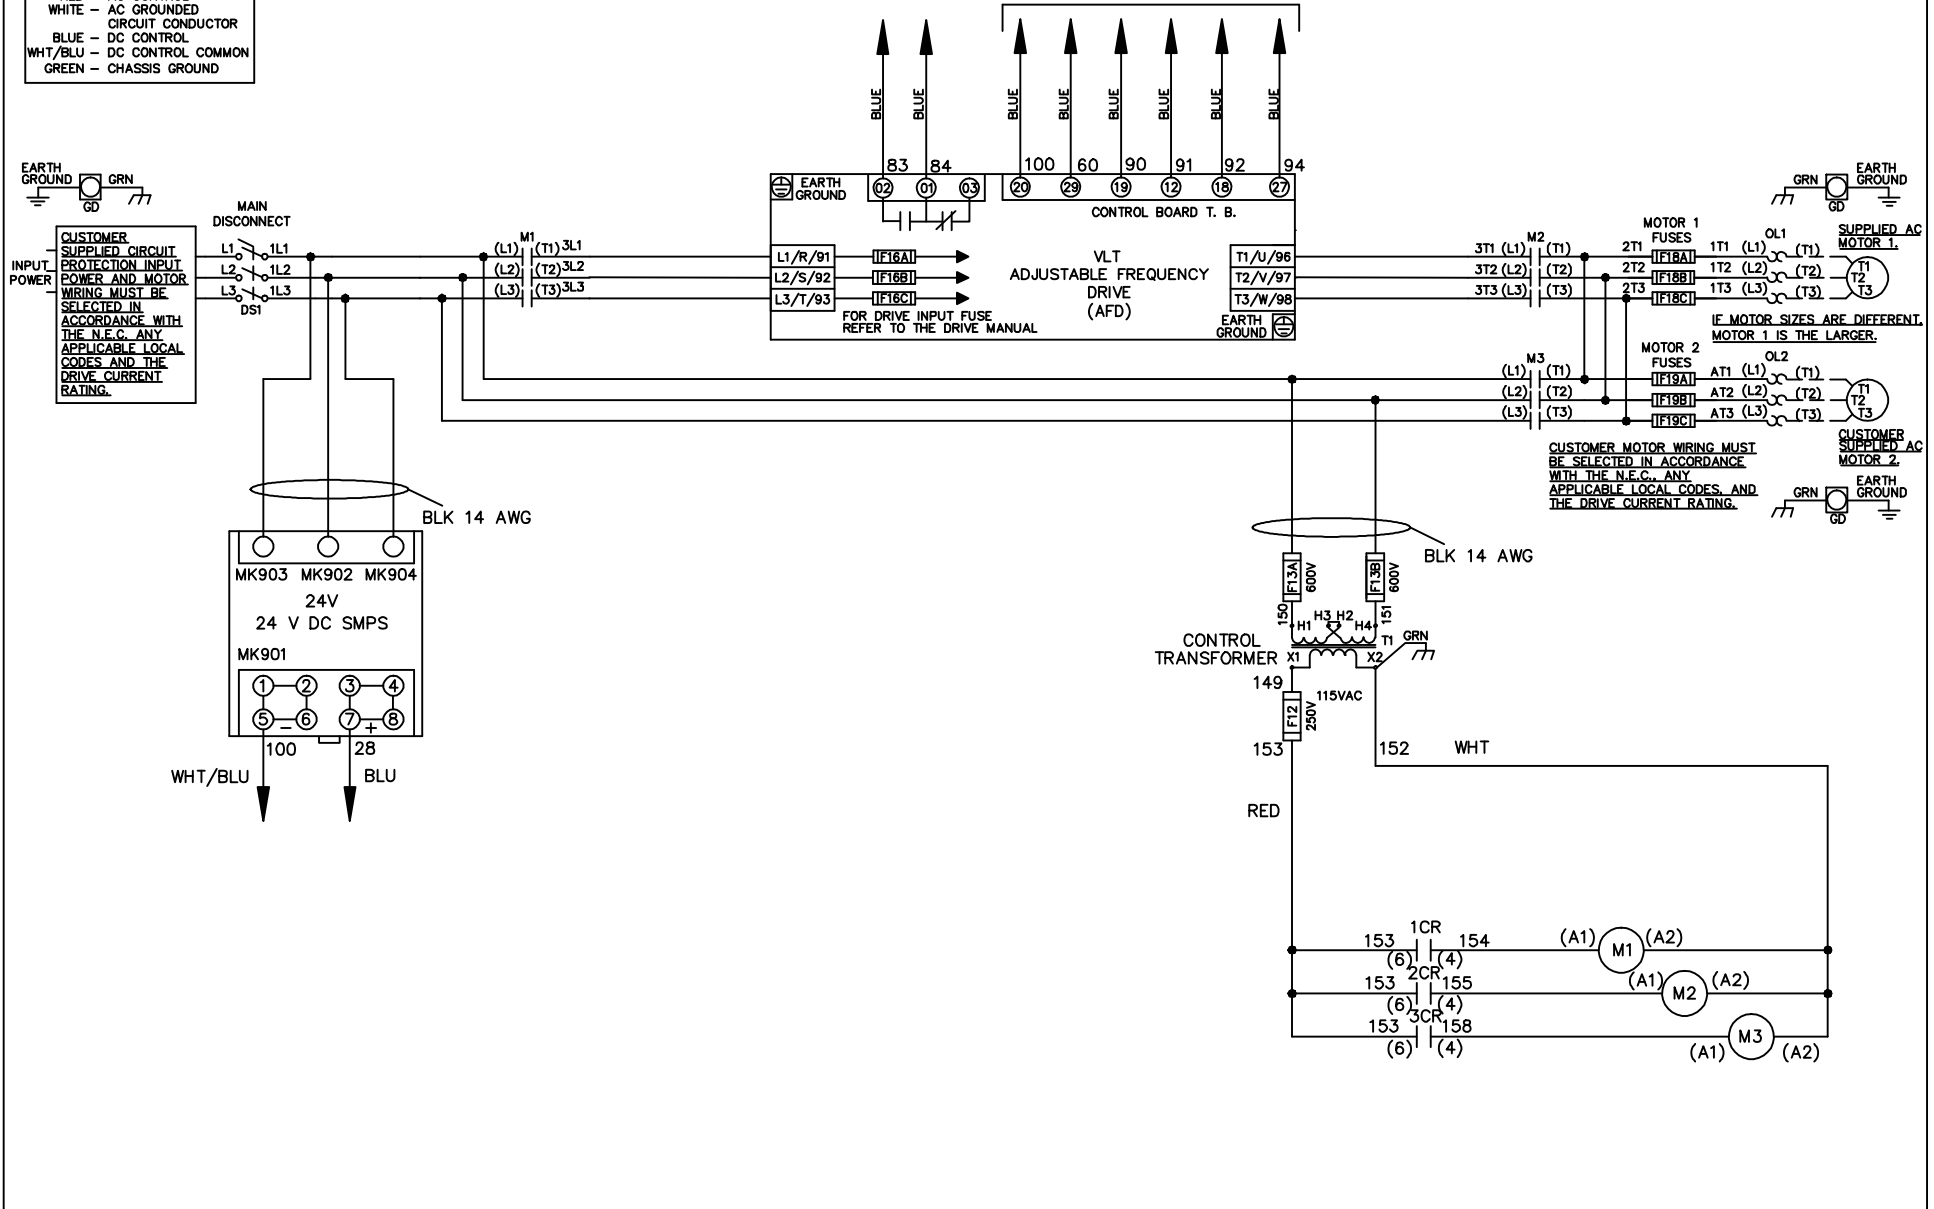 WHITE – AC GROUNDED
CIRCUIT CONDUCTOR
BLUE – DC CONTROL
WHT/BLU – DC CONTROL COMMON
GREEN – CHASSIS GROUND
BLUE BLUE BLUE BLUE BLUE BLUE BLUE BLUE
83 84 100 60 90 91 92 94
EARTH
GROUND
GRN
GD
EARTH
GROUND
02 01 03 20 29 19 12 18 27
CONTROL BOARD T. B.
GRN
EARTH
GROUND
GD
MAIN
DISCONNECT
INPUT
POWER
CUSTOMER
SUPPLIED CIRCUIT
PROTECTION INPUT
POWER AND MOTOR
WIRING MUST BE
SELECTED IN
ACCORDANCE WITH
THE N.E.C. ANY
APPLICABLE LOCAL
CODES AND THE
DRIVE CURRENT
RATING.
L1 1L1
L2 1L2
L3 1L3
DS1
M1
(L1) (T1) 3L1
(L2) (T2) 3L2
(L3) (T3) 3L3
L1/R/91 F16A
L2/S/92 F16B
L3/T/93 F16C
FOR DRIVE INPUT FUSE
REFER TO THE DRIVE MANUAL
VLT
ADJUSTABLE FREQUENCY
DRIVE
(AFD)
T1/U/96
T2/V/97
T3/W/98
EARTH
GROUND
M2
MOTOR 1
FUSES
OL1
3T1 (L1) (T1) 2T1 F18A 1T1 (L1) (T1)
3T2 (L2) (T2) 2T2 F18B 1T2 (L2) (T2)
3T3 (L3) (T3) 2T3 F18C 1T3 (L3) (T3)
SUPPLIED AC
MOTOR 1.
T1
T2
T3
IF MOTOR SIZES ARE DIFFERENT,
MOTOR 1 IS THE LARGER.
M3
MOTOR 2
FUSES
OL2
(L1) (T1) F19A AT1 (L1) (T1)
(L2) (T2) F19B AT2 (L2) (T2)
(L3) (T3) F19C AT3 (L3) (T3)
T1
T2
T3
CUSTOMER
SUPPLIED AC
MOTOR 2.
CUSTOMER MOTOR WIRING MUST
BE SELECTED IN ACCORDANCE
WITH THE N.E.C., ANY
APPLICABLE LOCAL CODES, AND
THE DRIVE CURRENT RATING.
GRN
EARTH
GROUND
GD
BLK 14 AWG
MK903 MK902 MK904
24V
24 V DC SMPS
MK901
1 2 3 4
5 – 6 7 + 8
100 28
WHT/BLU BLU
BLK 14 AWG
F13A 600V F13B 600V
150 151
H1 H3 H2 H4
T1
GRN
CONTROL
TRANSFORMER
X1 X2
149
115VAC
F12 250V
153
152 WHT
RED
1CR
153 154 (A1) M1 (A2)
(6) (4)
2CR
153 155 (A1) M2 (A2)
(6) (4)
3CR
153 158 M3
(6) (4) (A1) (A2)